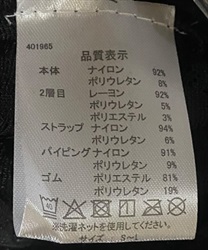 401965
品質表示
本体 ナイロン 92%
ポリウレタン 8%
2層目 レーヨン 92%
ポリウレタン 5%
ポリエステル 3%
ストラップ ナイロン 94%
ポリウレタン 6%
パイピング ナイロン 91%
ポリウレタン 9%
ゴム ポリエステル 81%
ポリウレタン 19%
※洗濯ネットを使用して下さい。
サイズ S~L